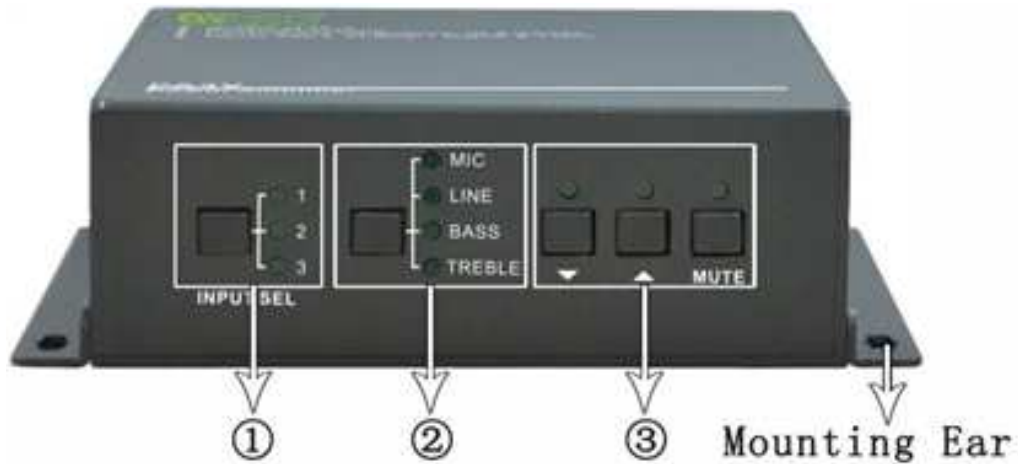 MIC
1
LINE
2
BASS
3
TREBLE
INPUT SEL
MUTE
①
②
③
Mounting Ear